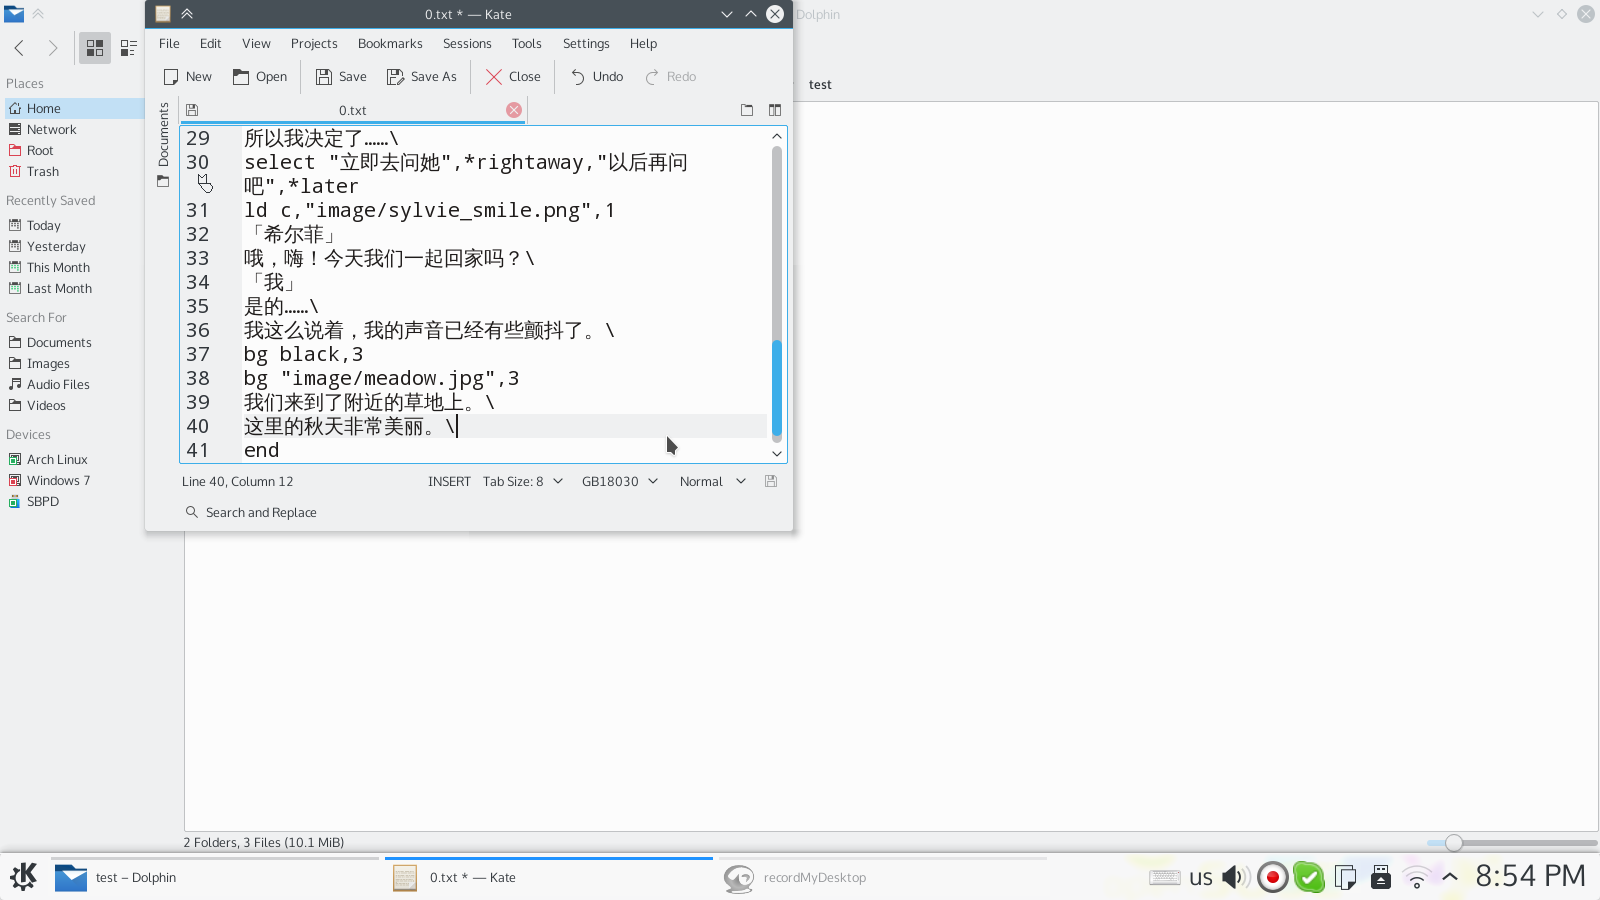 0.txt * — Kate
Dolphin
File Edit View Projects Bookmarks Sessions Tools Settings Help
New Open Save Save As Close Undo Redo
Places
Home
Network
Root
Trash
Recently Saved
Today
Yesterday
This Month
Last Month
Search For
Documents
Images
Audio Files
Videos
Devices
Arch Linux
Windows 7
SBPD
test
Documents
0.txt
29 所以我决定了……\
30 select "立即去问她",*rightaway,"以后再问
吧",*later
31 ld c,"image/sylvie_smile.png",1
32 「希尔菲」
33 哦，嗨！今天我们一起回家吗？\
34 「我」
35 是的……\
36 我这么说着，我的声音已经有些颤抖了。\
37 bg black,3
38 bg "image/meadow.jpg",3
39 我们来到了附近的草地上。\
40 这里的秋天非常美丽。\
41 end
Line 40, Column 12 INSERT Tab Size: 8 GB18030 Normal
Search and Replace
2 Folders, 3 Files (10.1 MiB)
test – Dolphin 0.txt * — Kate recordMyDesktop us 8:54 PM